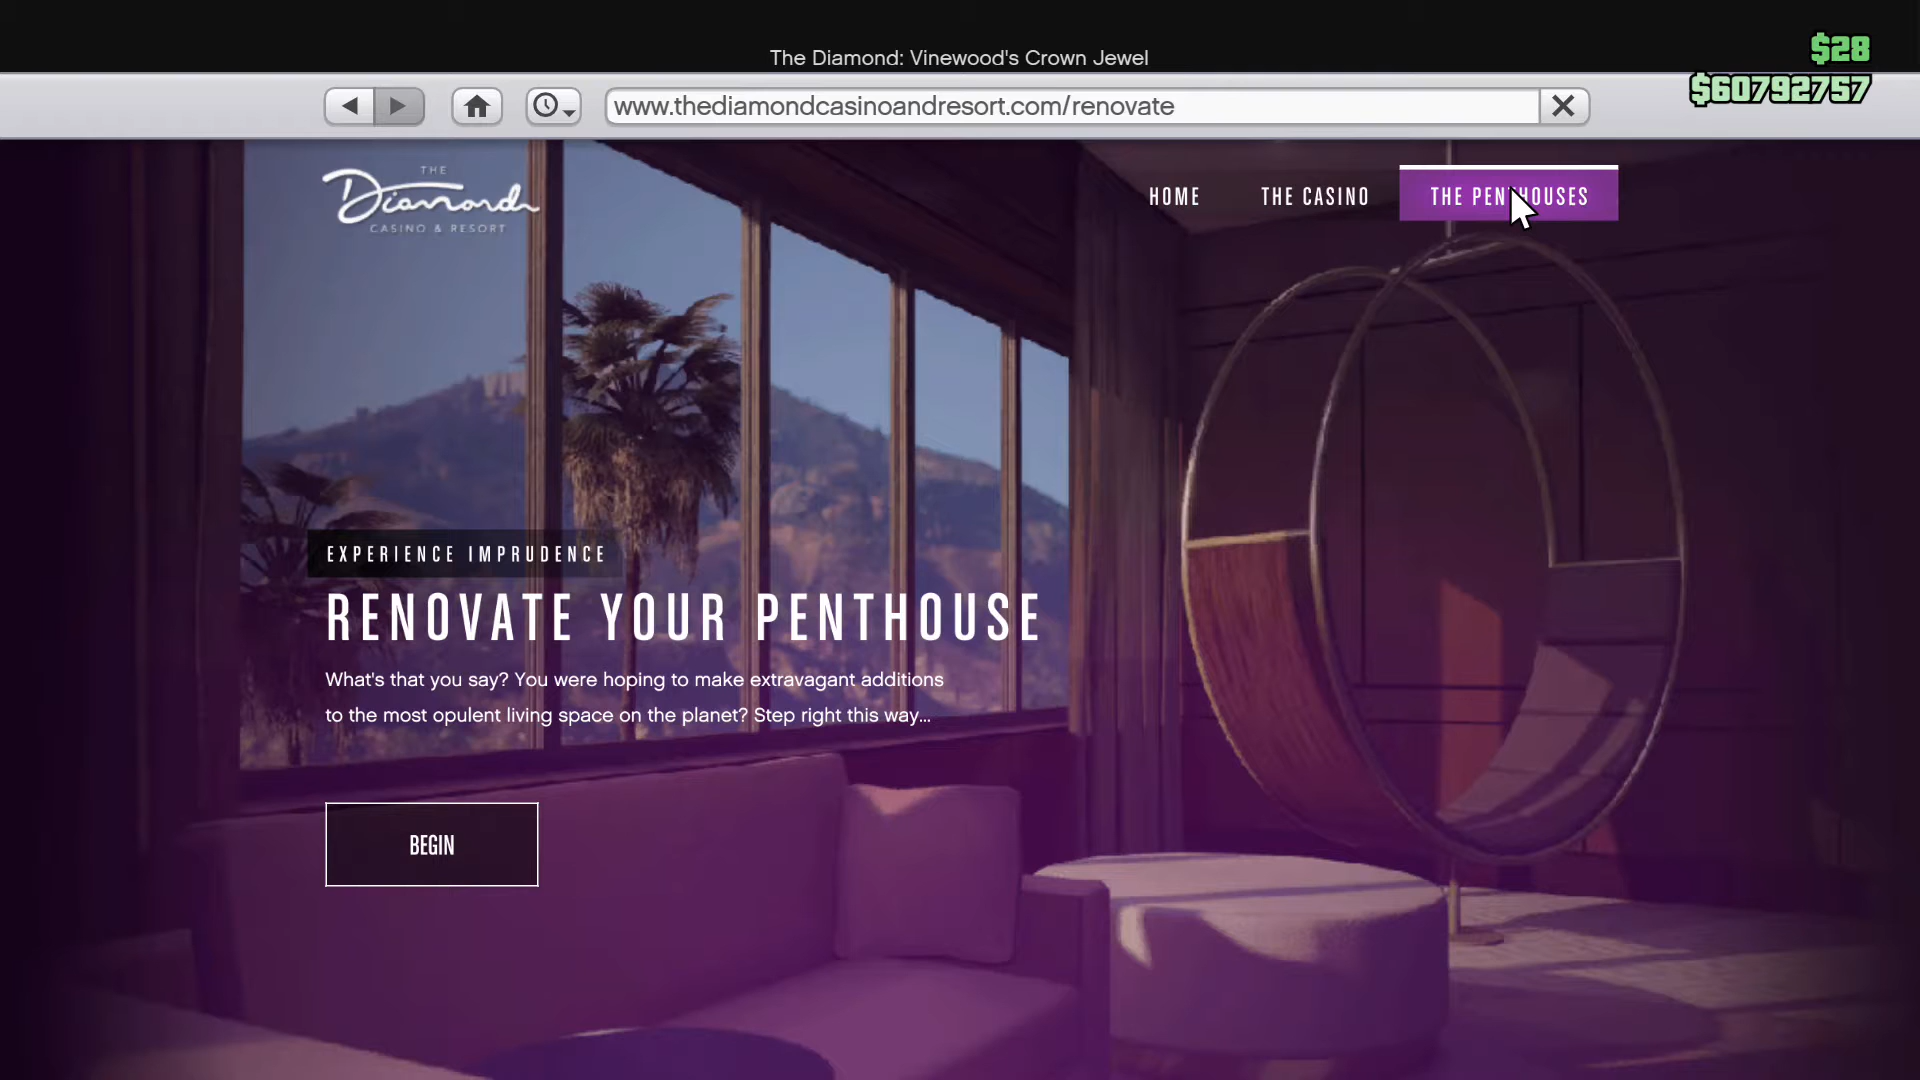 The Diamond: Vinewood's Crown Jewel
$28
$60792757
www.thediamondcasinoandresort.com/renovate
THE
Diamond
CASINO & RESORT
HOME
THE CASINO
THE PENTHOUSES
EXPERIENCE IMPRUDENCE
RENOVATE YOUR PENTHOUSE
What's that you say? You were hoping to make extravagant additions
to the most opulent living space on the planet? Step right this way...
BEGIN